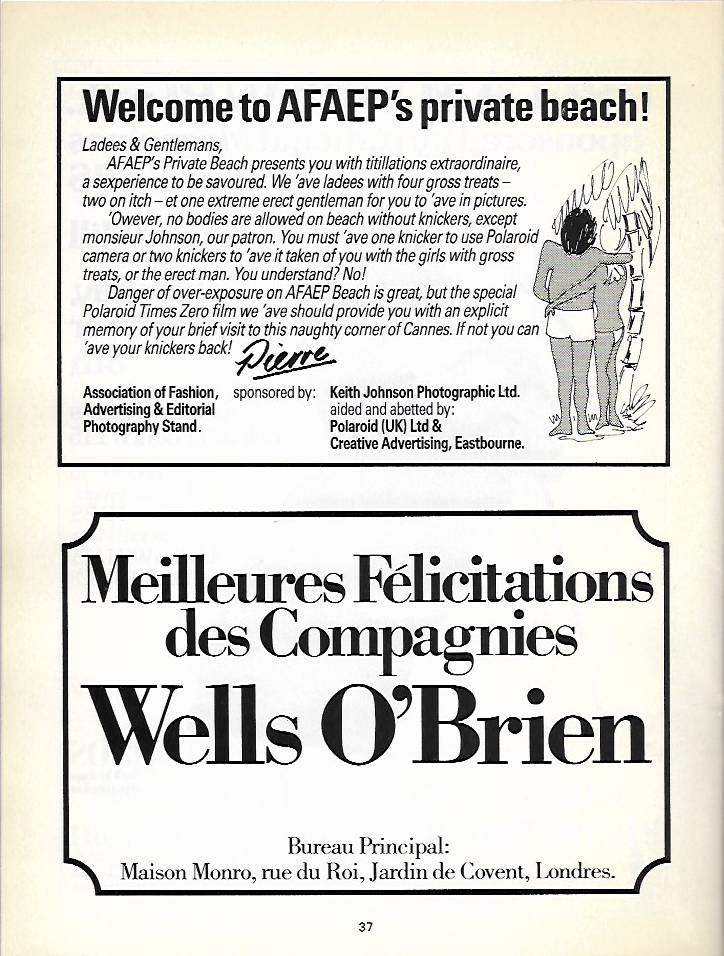 Welcome to AFAEP's private beach!
Ladees & Gentlemans,
AFAEP's Private Beach presents you with titillations extraordinaire,
a sexperience to be savoured. We 'ave ladees with four gross treats –
two on itch – et one extreme erect gentleman for you to 'ave in pictures.
'Owever, no bodies are allowed on beach without knickers, except
monsieur Johnson, our patron. You must 'ave one knicker to use Polaroid
camera or two knickers to 'ave it taken of you with the girls with gross
treats, or the erect man. You understand? No!
Danger of over-exposure on AFAEP Beach is great, but the special
Polaroid Times Zero film we 'ave should provide you with an explicit
memory of your brief visit to this naughty corner of Cannes. If not you can
'ave your knickers back! Pierre
Association of Fashion,
Advertising & Editorial
Photography Stand.
sponsored by:
Keith Johnson Photographic Ltd.
aided and abetted by:
Polaroid (UK) Ltd &
Creative Advertising, Eastbourne.
Meilleures Félicitations
des Compagnies
Wells O'Brien
Bureau Principal:
Maison Monro, rue du Roi, Jardin de Covent, Londres.
37